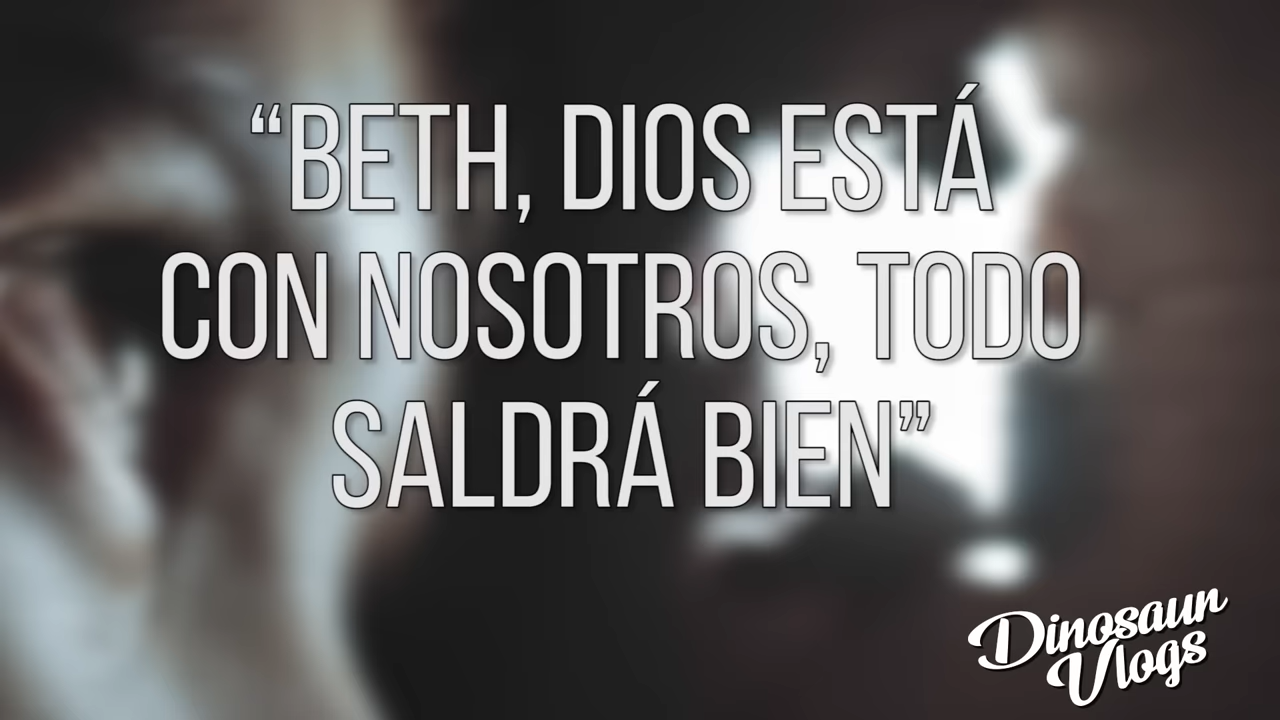 “BETH, DIOS ESTÁ
CON NOSOTROS, TODO
SALDRÁ BIEN”
Dinosaur
Vlogs